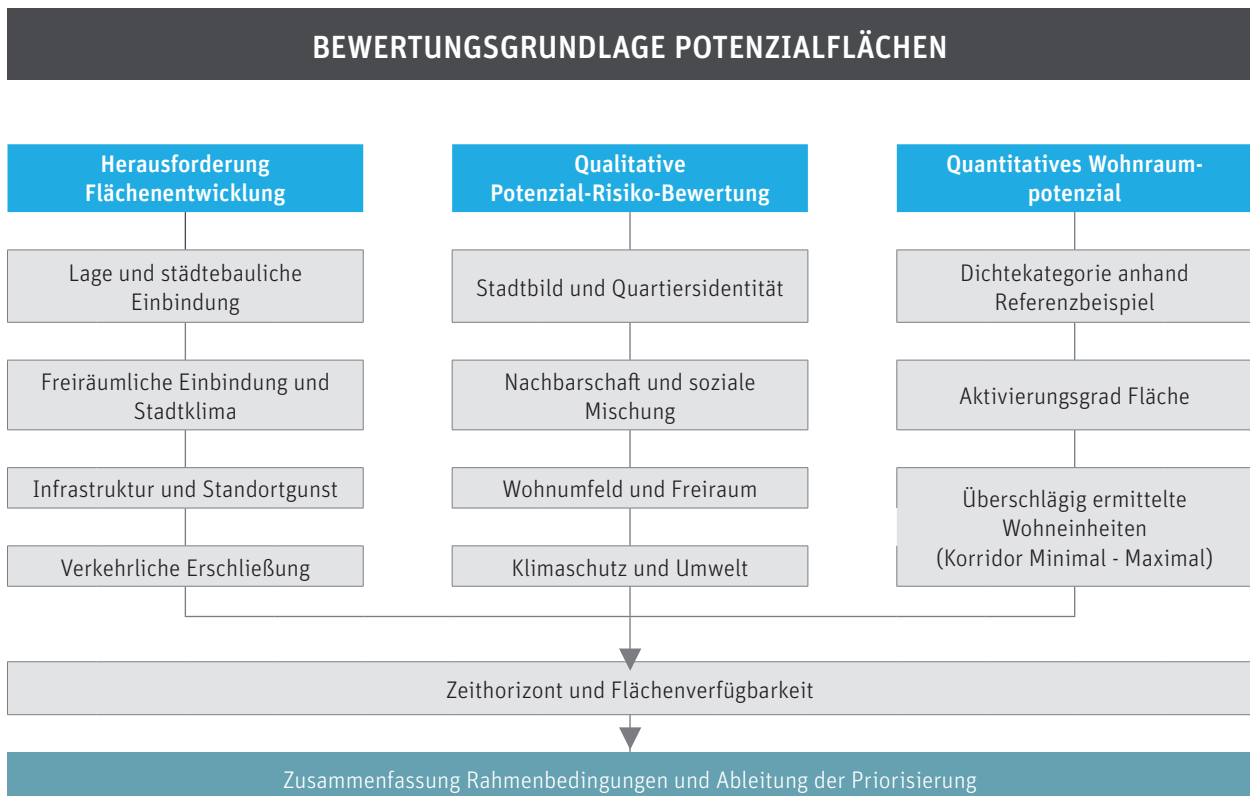 BEWERTUNGSGRUNDLAGE POTENZIALFLÄCHEN
Herausforderung
Flächenentwicklung
Lage und städtebauliche
Einbindung
Freiräumliche Einbindung und
Stadtklima
Infrastruktur und Standortgunst
Verkehrliche Erschließung
Qualitative
Potenzial-Risiko-Bewertung
Stadtbild und Quartiersidentität
Nachbarschaft und soziale
Mischung
Wohnumfeld und Freiraum
Klimaschutz und Umwelt
Quantitatives Wohnraum-
potenzial
Dichtekategorie anhand
Referenzbeispiel
Aktivierungsgrad Fläche
Überschlägig ermittelte
Wohneinheiten
(Korridor Minimal - Maximal)
Zeithorizont und Flächenverfügbarkeit
Zusammenfassung Rahmenbedingungen und Ableitung der Priorisierung